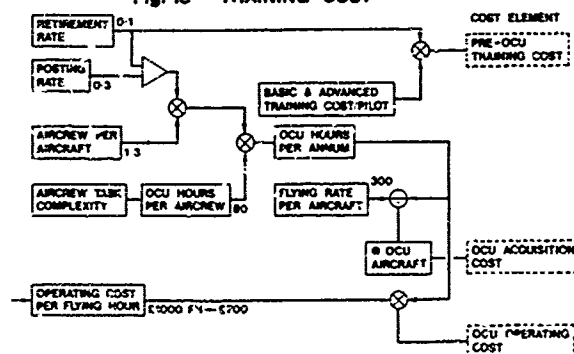 Fig. 13 TRAINING COST
COST ELEMENT
RETIREMENT
RATE
0·1
PRE-OCU
TRAINING COST
POSTING
RATE
0·3
BASIC & ADVANCED
TRAINING COST/PILOT
AIRCREW PER
AIRCRAFT
1·3
OCU HOURS
PER ANNUM
AIRCREW TASK
COMPLEXITY
OCU HOURS
PER AIRCREW
80
FLYING RATE
PER AIRCRAFT
300
OCU
AIRCRAFT
OCU ACQUISITION
COST
OPERATING COST
PER FLYING HOUR
OCU OPERATING
COST